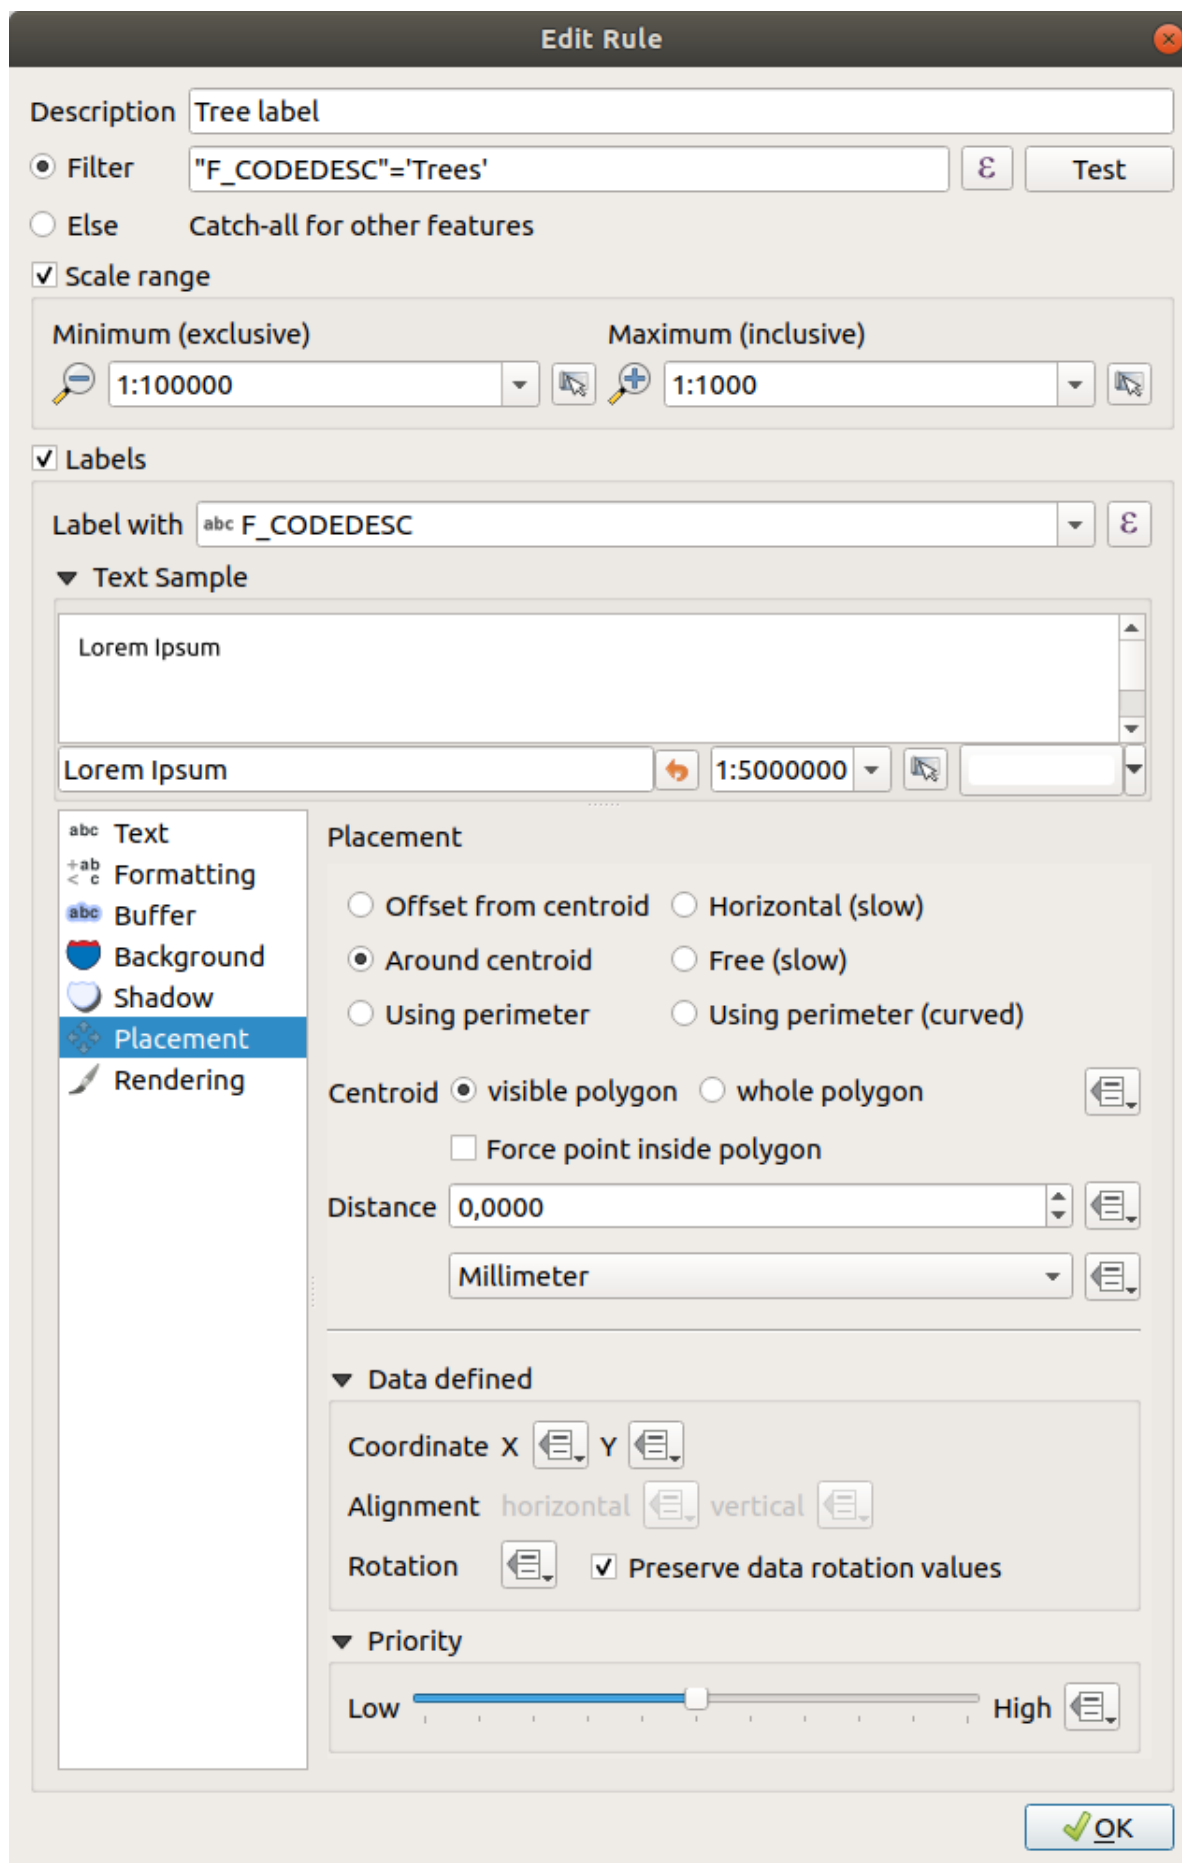 Edit Rule
Description Tree label
Filter "F_CODEDESC"='Trees' ε Test
Else Catch-all for other features
Scale range
Minimum (exclusive) Maximum (inclusive)
1:100000 1:1000
Labels
Label with abc F_CODEDESC ε
Text Sample
Lorem Ipsum
Lorem Ipsum 1:5000000
abc Text
+ab < c Formatting
abc Buffer
Background
Shadow
Placement
Rendering
Placement
Offset from centroid Horizontal (slow)
Around centroid Free (slow)
Using perimeter Using perimeter (curved)
Centroid visible polygon whole polygon
Force point inside polygon
Distance 0,0000
Millimeter
Data defined
Coordinate X Y
Alignment horizontal vertical
Rotation Preserve data rotation values
Priority
Low High
OK